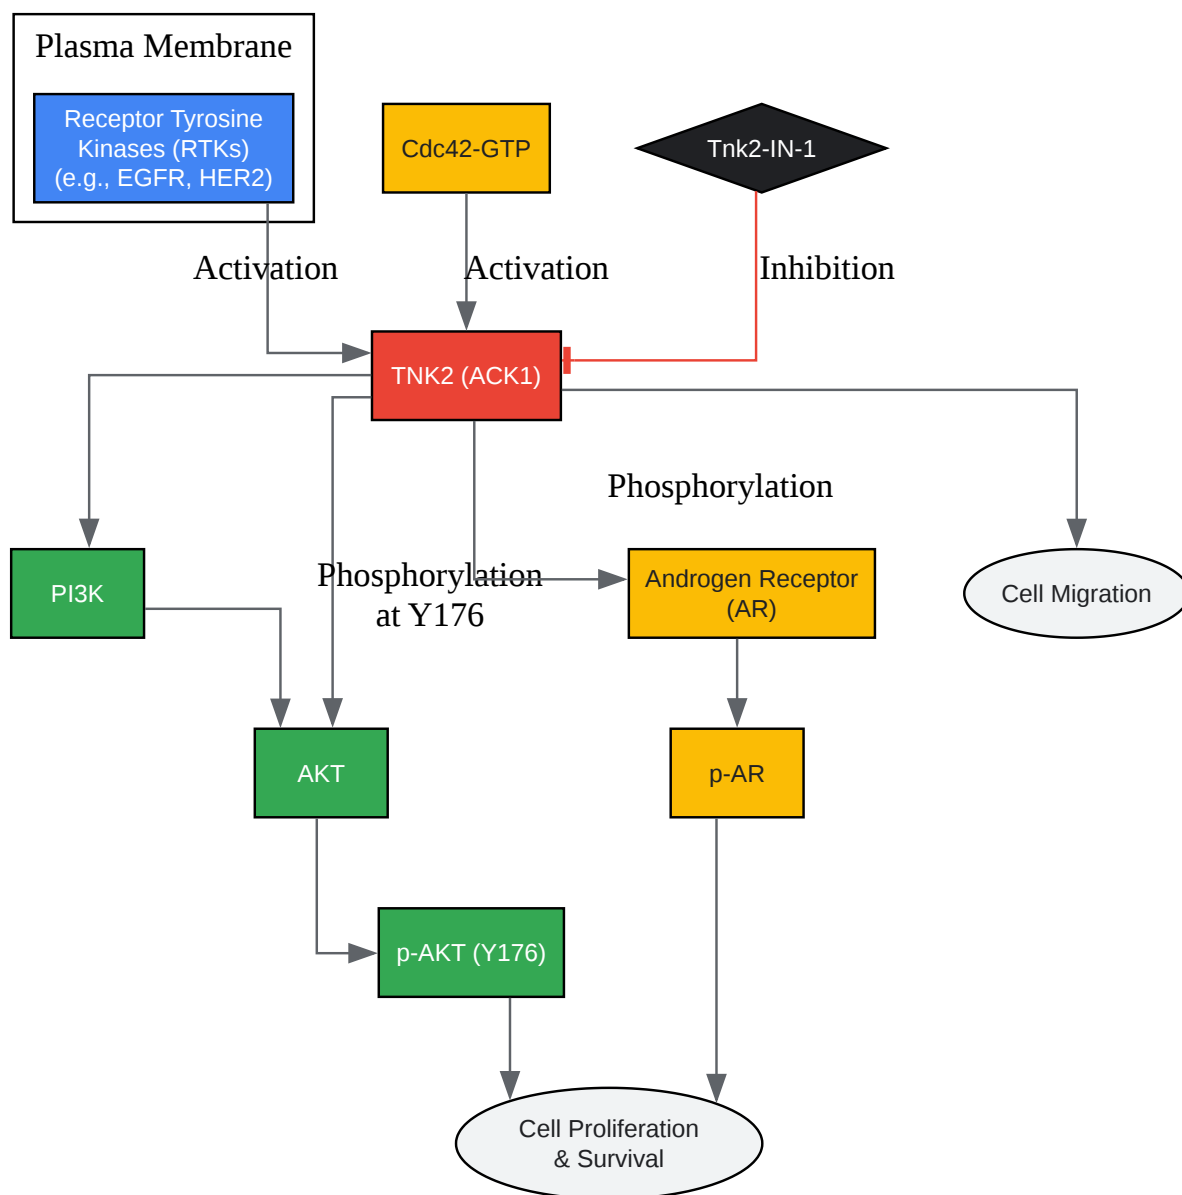 Plasma Membrane
Receptor Tyrosine
Kinases (RTKs)
(e.g., EGFR, HER2)
Cdc42-GTP
Tnk2-IN-1
Activation
Activation
Inhibition
TNK2 (ACK1)
Phosphorylation
PI3K
Phosphorylation
at Y176
Androgen Receptor
(AR)
Cell Migration
AKT
p-AR
p-AKT (Y176)
Cell Proliferation
& Survival